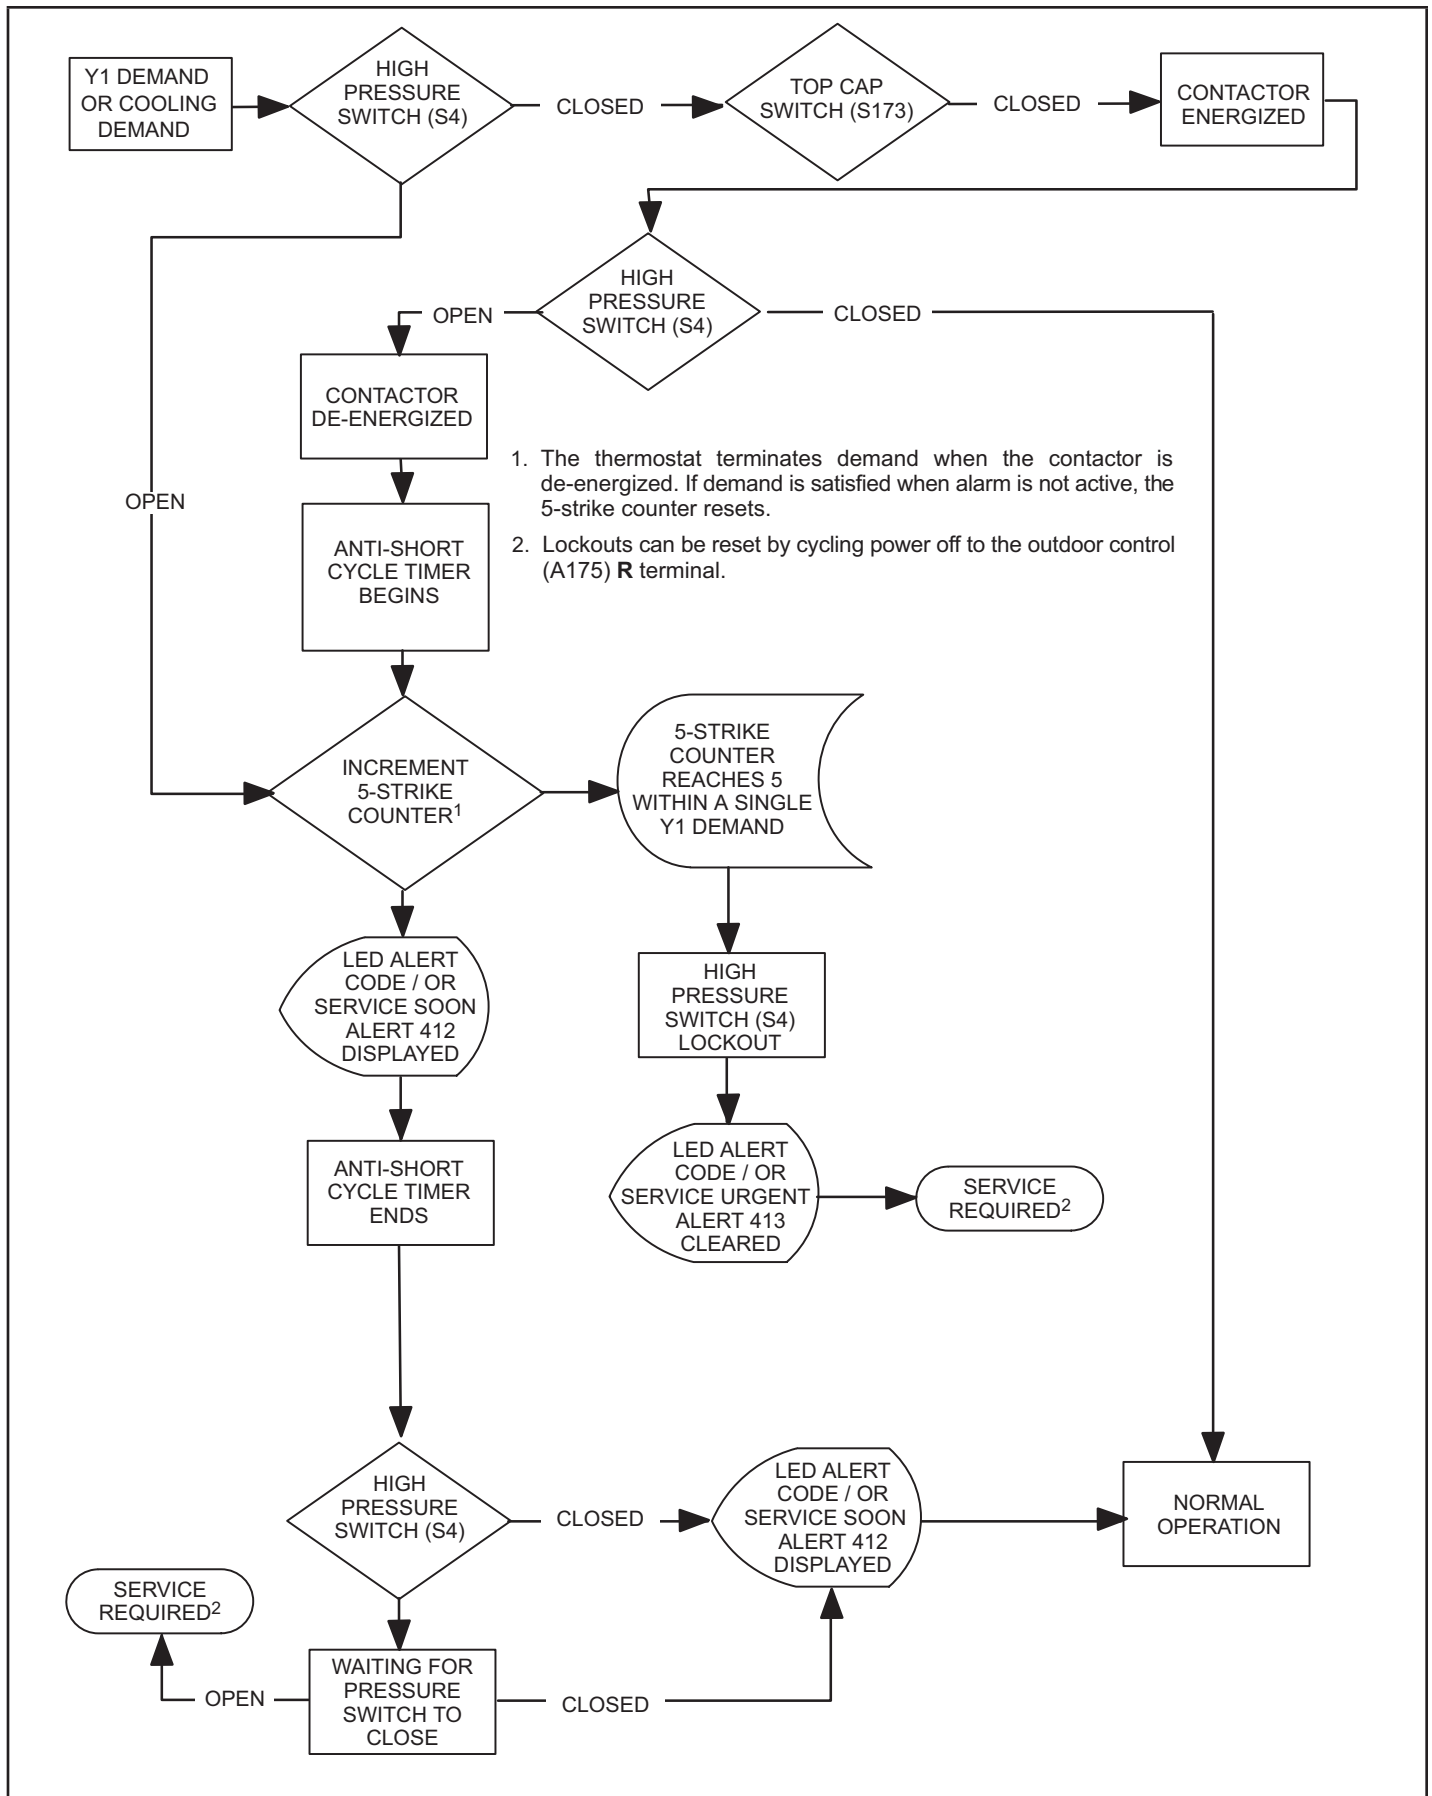 Y1 DEMAND
OR COOLING
DEMAND
HIGH
PRESSURE
SWITCH (S4)
CLOSED
TOP CAP
SWITCH (S173)
CLOSED
CONTACTOR
ENERGIZED
HIGH
PRESSURE
SWITCH (S4)
OPEN
CLOSED
CONTACTOR
DE-ENERGIZED
1. The thermostat terminates demand when the contactor is
de-energized. If demand is satisfied when alarm is not active, the
5-strike counter resets.
2. Lockouts can be reset by cycling power off to the outdoor control
(A175) R terminal.
OPEN
ANTI-SHORT
CYCLE TIMER
BEGINS
INCREMENT
5-STRIKE
COUNTER1
5-STRIKE
COUNTER
REACHES 5
WITHIN A SINGLE
Y1 DEMAND
LED ALERT
CODE / OR
SERVICE SOON
ALERT 412
DISPLAYED
HIGH
PRESSURE
SWITCH (S4)
LOCKOUT
ANTI-SHORT
CYCLE TIMER
ENDS
LED ALERT
CODE / OR
SERVICE URGENT
ALERT 413
CLEARED
SERVICE
REQUIRED2
HIGH
PRESSURE
SWITCH (S4)
CLOSED
LED ALERT
CODE / OR
SERVICE SOON
ALERT 412
DISPLAYED
NORMAL
OPERATION
SERVICE
REQUIRED2
OPEN
WAITING FOR
PRESSURE
SWITCH TO
CLOSE
CLOSED